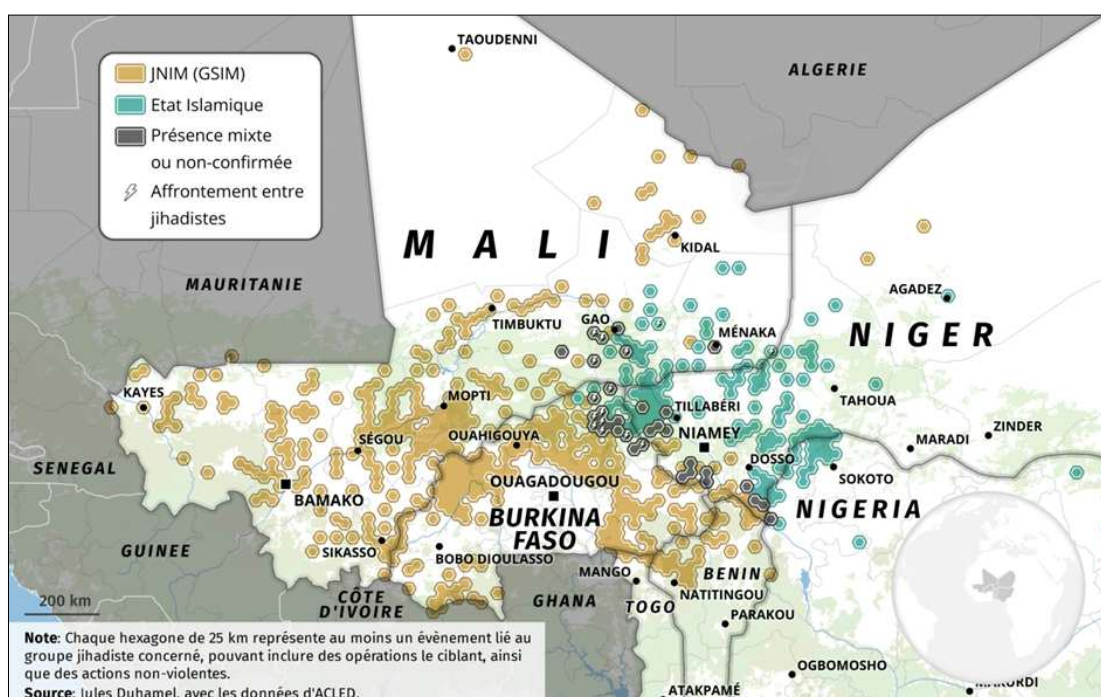 JNIM (GSIM)
Etat Islamique
Présence mixte
ou non-confirmée
Affrontement entre
jihadistes
TAOUDENNI
ALGERIE
MALI
KIDAL
MAURITANIE
AGADEZ
TIMBUKTU
GAO
MÉNAKA
NIGER
KAYES
MOPTI
TILLABÉRI
TAHOUA
OUAHIGOUYA
NIAMEY
ZINDER
SÉGOU
MARADI
SENEGAL
DOSSO
SOKOTO
OUAGADOUGOU
BAMAKO
BURKINA
FASO
NIGERIA
GUINEE
SIKASSO
BOBO DIOULASSO
MANGO
BENIN
CÔTE
D'IVOIRE
GHANA
TOGO
NATITINGOU
PARAKOU
200 km
OGBOMOSHO
MAKURDI
ATAKPAMÉ
Note: Chaque hexagone de 25 km représente au moins un évènement lié au
groupe jihadiste concerné, pouvant inclure des opérations le ciblant, ainsi
que des actions non-violentes.
Source: Jules Duhamel, avec les données d'ACLED.